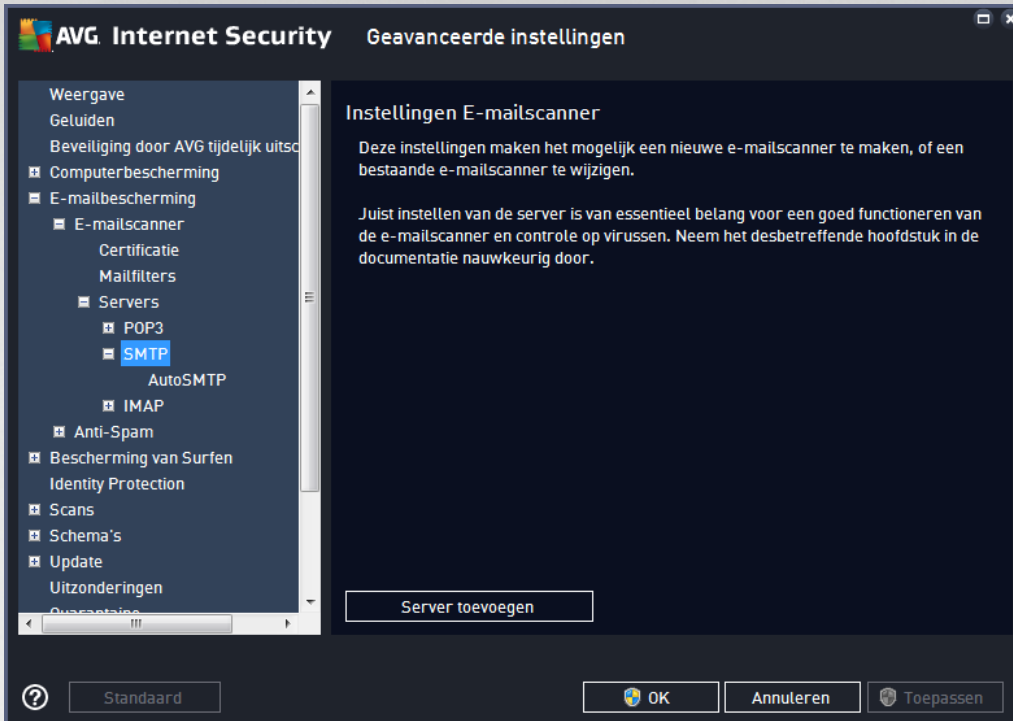 AVG. Internet Security
Geavanceerde instellingen
Weergave
Geluiden
Beveiliging door AVG tijdelijk uitsc
Computerbescherming
E-mailbescherming
E-mailscanner
Certificatie
Mailfilters
Servers
POP3
SMTP
AutoSMTP
IMAP
Anti-Spam
Bescherming van Surfen
Identity Protection
Scans
Schema's
Update
Uitzonderingen
Quarantaine
Instellingen E-mailscanner
Deze instellingen maken het mogelijk een nieuwe e-mailscanner te maken, of een
bestaande e-mailscanner te wijzigen.
Juist instellen van de server is van essentieel belang voor een goed functioneren van
de e-mailscanner en controle op virussen. Neem het desbetreffende hoofdstuk in de
documentatie nauwkeurig door.
Server toevoegen
?
Standaard
OK
Annuleren
Toepassen